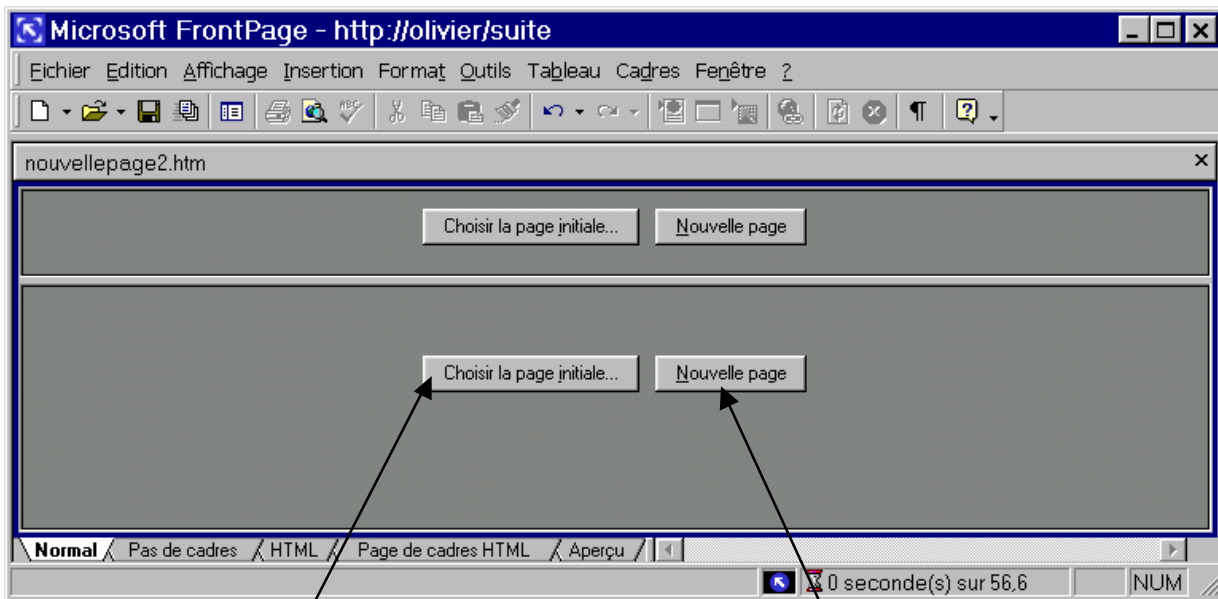 Microsoft FrontPage - http://olivier/suite
Fichier Edition Affichage Insertion Format Outils Tableau Cadres Fenêtre ?
ABC
nouvellepage2.htm
Choisir la page initiale... Nouvelle page
Choisir la page initiale... Nouvelle page
Normal Pas de cadres HTML Page de cadres HTML Aperçu
0 seconde(s) sur 56,6 NUM